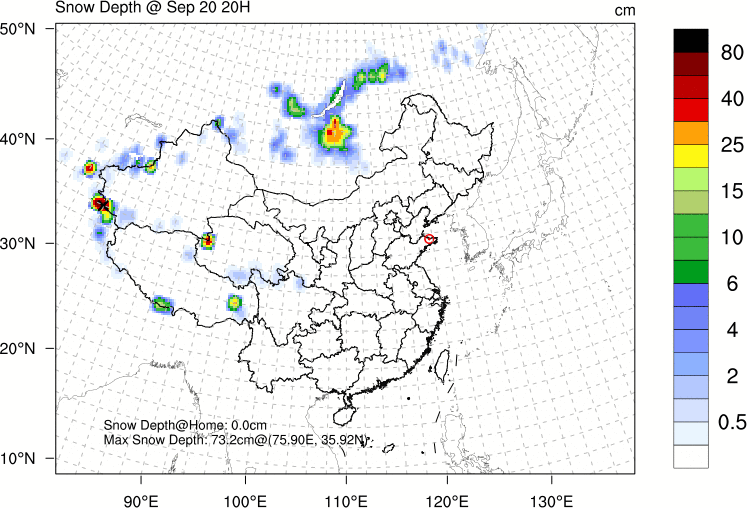 Snow Depth @ Sep 20 20H
cm
50°N
40°N
30°N
20°N
10°N
90°E
100°E
110°E
120°E
130°E
80
40
25
15
10
6
4
2
0.5
Snow Depth@Home: 0.0cm
Max Snow Depth: 73.2cm@(75.90E, 35.92N)